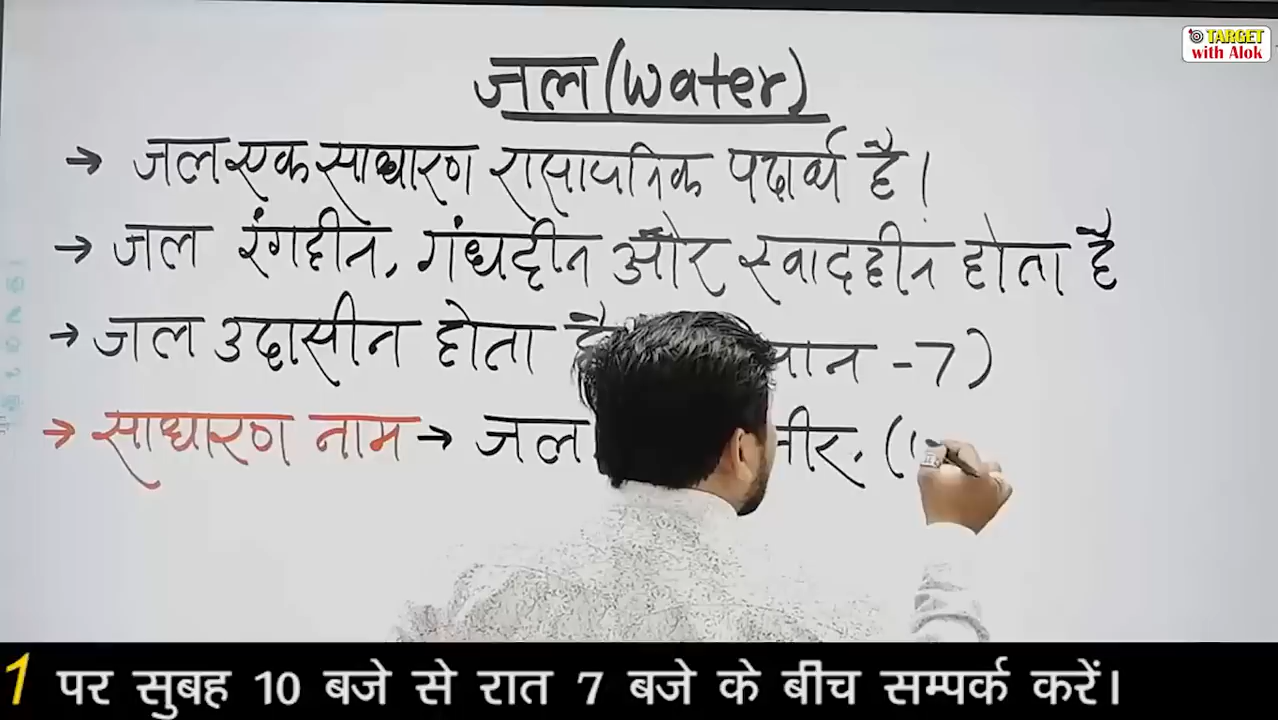 TARGET
with Alok
जल (Water)
→ जल एक साधारण रासायनिक पदार्थ है।
→ जल रंगहीन, गंधहीन और स्वादहीन होता है
→ जल उदासीन होता है मान - 7)
→ साधारण नाम → जल नीर, (
1 पर सुबह 10 बजे से रात 7 बजे के बीच सम्पर्क करें।